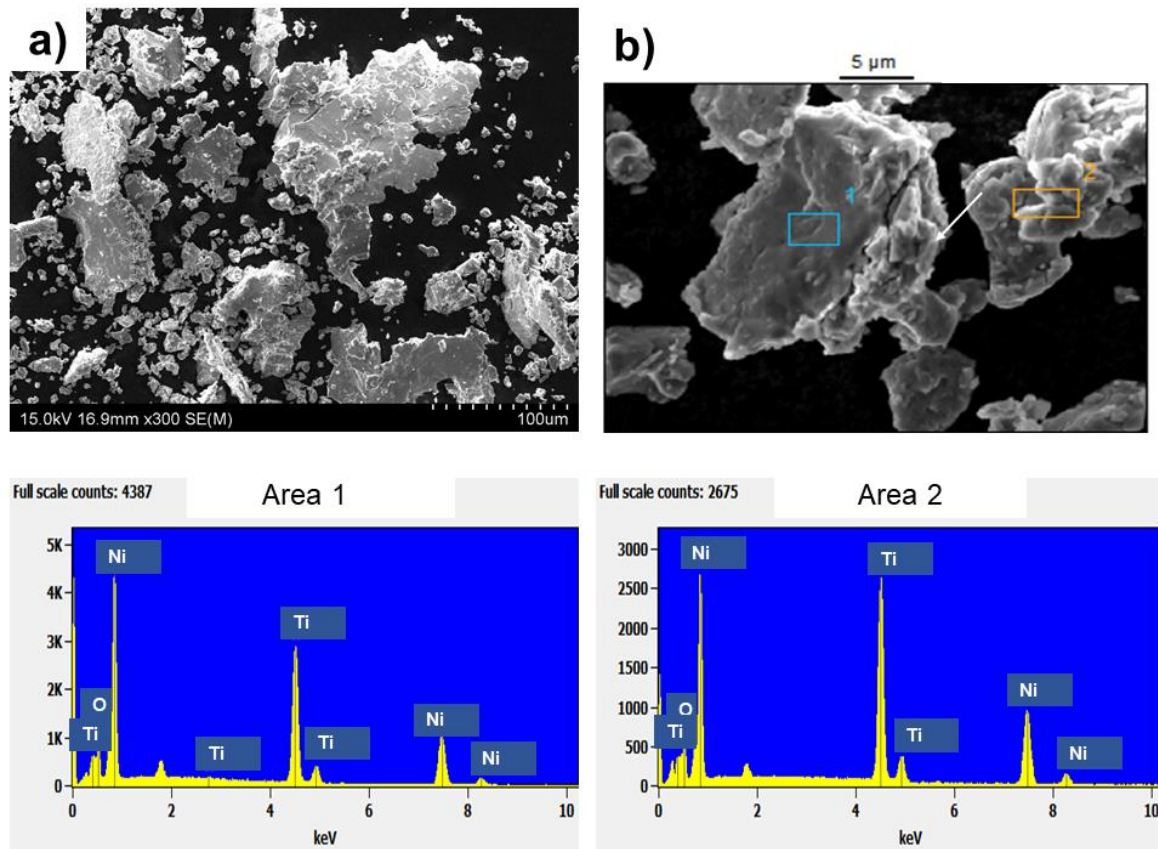 a)
15.0kV 16.9mm x300 SE(M)
100um
b)
5 µm
1
2
Full scale counts: 4387
Area 1
5K
4K
3K
2K
1K
0
Ni
Ti
O
Ti
Ti
Ti
Ni
Ni
0
2
4
6
8
10
keV
Full scale counts: 2675
Area 2
3000
2500
2000
1500
1000
500
0
Ni
Ti
O
Ti
Ti
Ni
Ni
0
2
4
6
8
10
keV